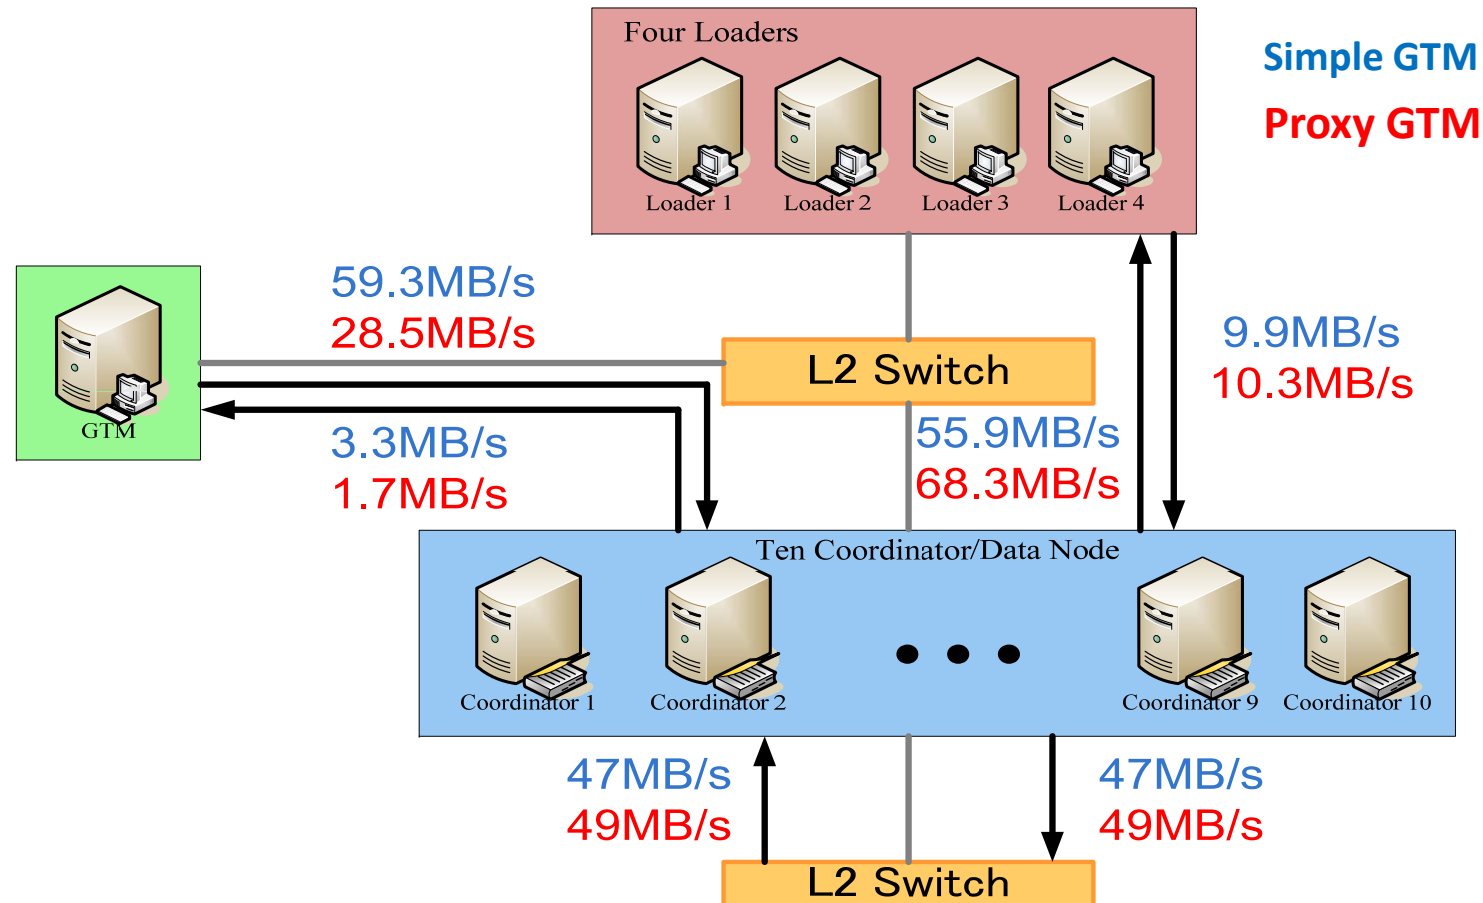 Four Loaders
Simple GTM
Proxy GTM
Loader 1
Loader 2
Loader 3
Loader 4
59.3MB/s
28.5MB/s
L2 Switch
9.9MB/s
10.3MB/s
GTM
3.3MB/s
1.7MB/s
55.9MB/s
68.3MB/s
Ten Coordinator/Data Node
Coordinator 1
Coordinator 2
Coordinator 9
Coordinator 10
47MB/s
49MB/s
47MB/s
49MB/s
L2 Switch